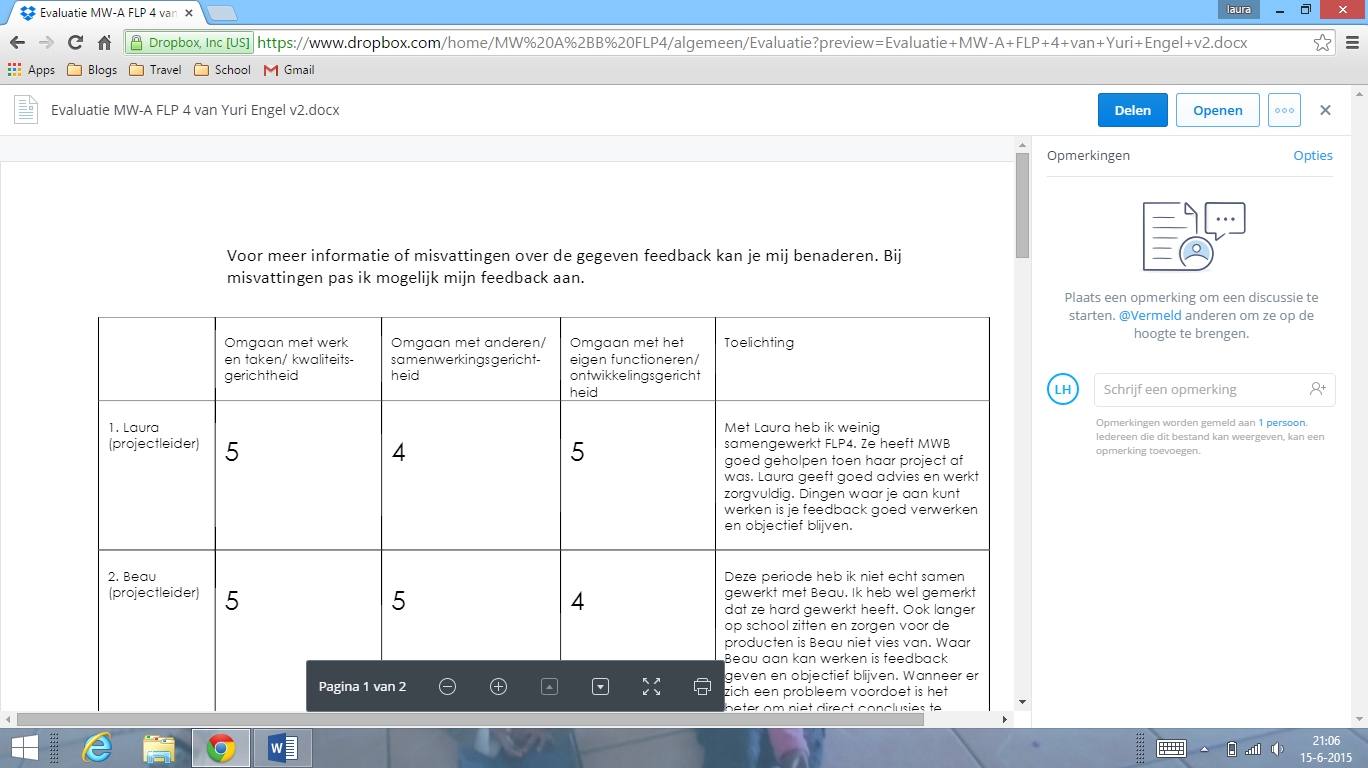 Evaluatie MW-A FLP 4 van
laura
Dropbox, Inc [US]
https://www.dropbox.com/home/MW%20A%2BB%20FLP4/algemeen/Evaluatie?preview=Evaluatie+MW-A+FLP+4+van+Yuri+Engel+v2.docx
Apps Blogs Travel School Gmail
Evaluatie MW-A FLP 4 van Yuri Engel v2.docx
Delen
Openen
Voor meer informatie of misvattingen over de gegeven feedback kan je mij benaderen. Bij
misvattingen pas ik mogelijk mijn feedback aan.
Omgaan met werk
en taken/ kwaliteits-
gerichtheid
Omgaan met anderen/
samenwerkingsgericht-
heid
Omgaan met het
eigen functioneren/
ontwikkelingsgericht
heid
Toelichting
1. Laura
(projectleider)
5
4
5
Met Laura heb ik weinig
samengewerkt FLP4. Ze heeft MWB
goed geholpen toen haar project af
was. Laura geeft goed advies en werkt
zorgvuldig. Dingen waar je aan kunt
werken is je feedback goed verwerken
en objectief blijven.
2. Beau
(projectleider)
5
5
4
Deze periode heb ik niet echt samen
gewerkt met Beau. Ik heb wel gemerkt
dat ze hard gewerkt heeft. Ook langer
op school zitten en zorgen voor de
producten is Beau niet vies van. Waar
Beau aan kan werken is feedback
geven en objectief blijven. Wanneer er
zich een probleem voordoet is het
beter om niet direct conclusies te
Pagina 1 van 2
Opmerkingen
Opties
Plaats een opmerking om een discussie te
starten. @Vermeld anderen om ze op de
hoogte te brengen.
LH
Schrijf een opmerking
Opmerkingen worden gemeld aan 1 persoon.
Iedereen die dit bestand kan weergeven, kan een
opmerking toevoegen.
21:06
15-6-2015